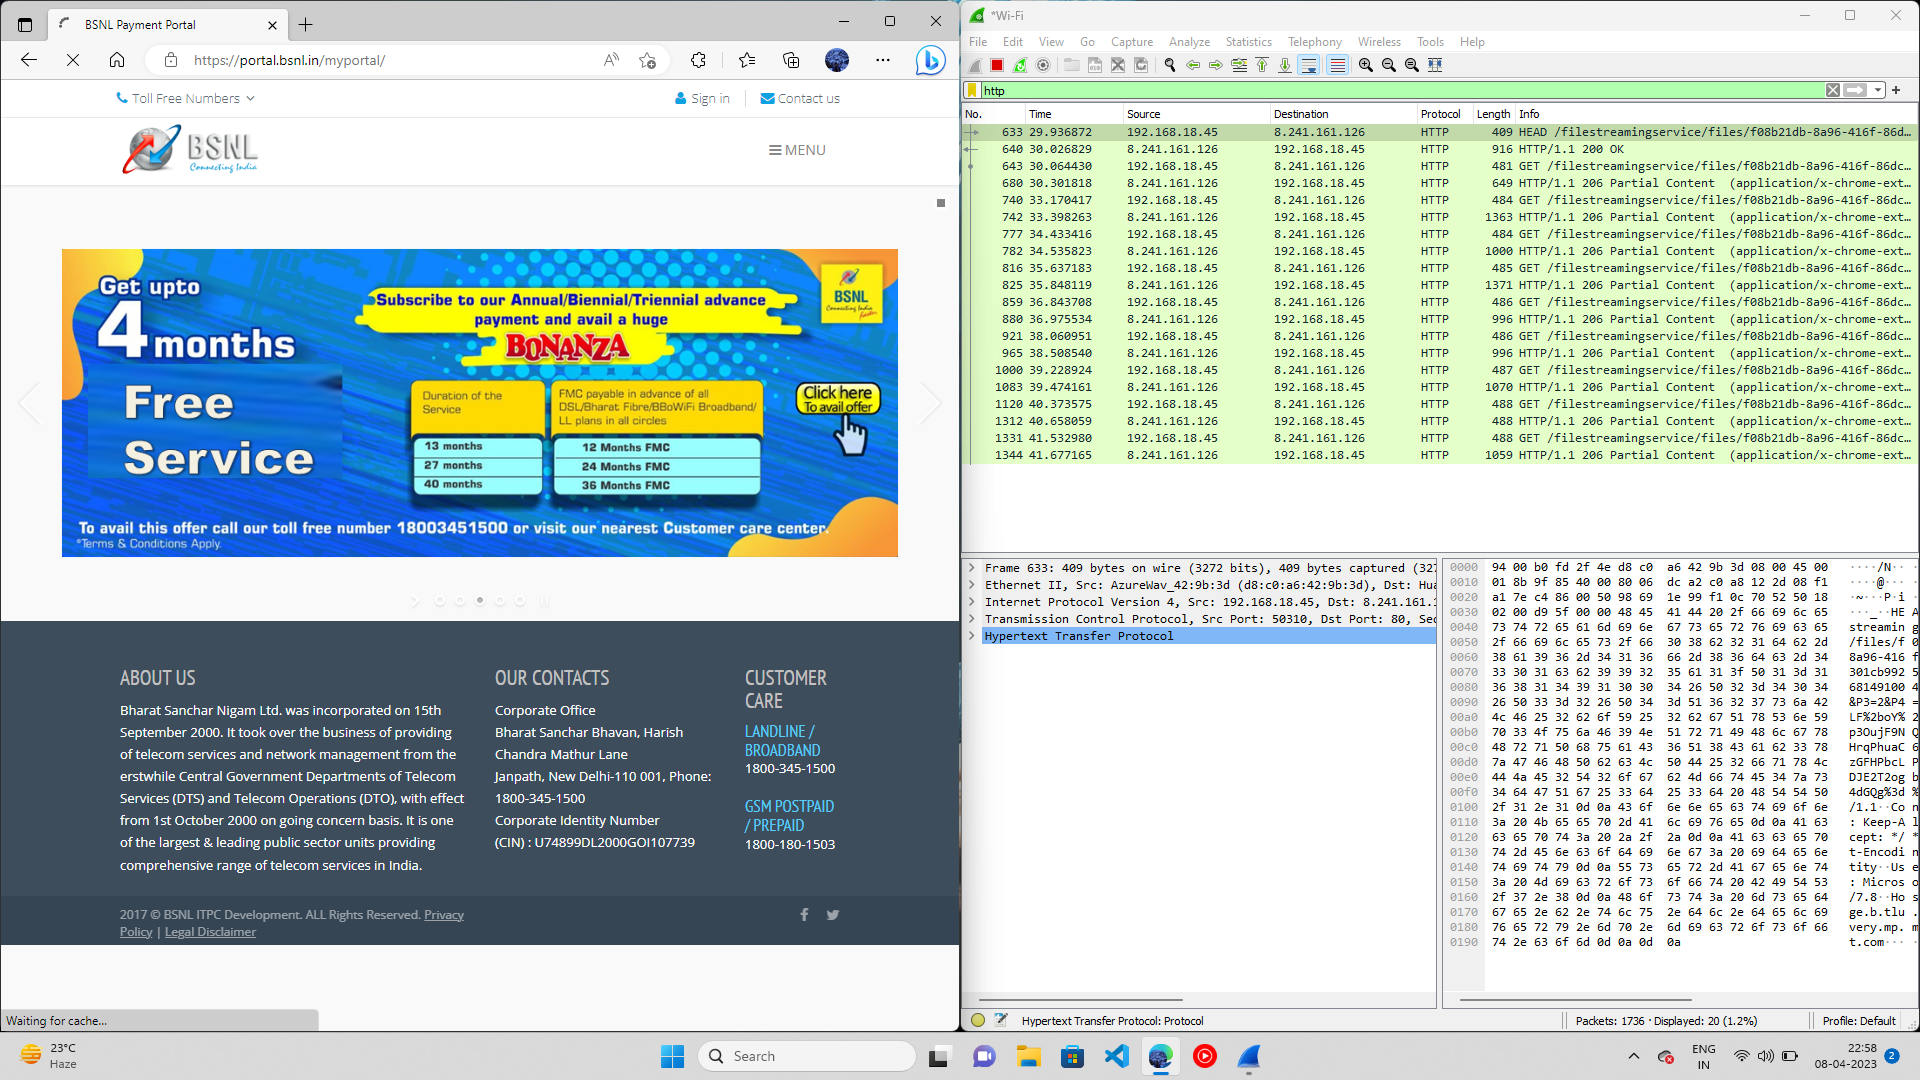 BSNL Payment Portal
https://portal.bsnl.in/myportal/
Toll Free Numbers
Sign in
Contact us
BSNL
Connecting India
MENU
Get upto
4 months
Free
Service
Subscribe to our Annual/Biennial/Triennial advance
payment and avail a huge
BONANZA
BSNL
Connecting India
Duration of the
Service
FMC payable in advance of all
DSL/Bharat Fibre/BBoWiFi Broadband/
LL plans in all circles
13 months 12 Months FMC
27 months 24 Months FMC
40 months 36 Months FMC
Click here
To avail offer
To avail this offer call our toll free number 18003451500 or visit our nearest Customer care center.
*Terms & Conditions Apply.
ABOUT US
Bharat Sanchar Nigam Ltd. was incorporated on 15th
September 2000. It took over the business of providing
of telecom services and network management from the
erstwhile Central Government Departments of Telecom
Services (DTS) and Telecom Operations (DTO), with effect
from 1st October 2000 on going concern basis. It is one
of the largest & leading public sector units providing
comprehensive range of telecom services in India.
OUR CONTACTS
Corporate Office
Bharat Sanchar Bhavan, Harish
Chandra Mathur Lane
Janpath, New Delhi-110 001, Phone:
1800-345-1500
Corporate Identity Number
(CIN) : U74899DL2000GOI107739
CUSTOMER
CARE
LANDLINE /
BROADBAND
1800-345-1500
GSM POSTPAID
/ PREPAID
1800-180-1503
2017 © BSNL ITPC Development. ALL Rights Reserved. Privacy
Policy | Legal Disclaimer
Waiting for cache...
*Wi-Fi
File Edit View Go Capture Analyze Statistics Telephony Wireless Tools Help
http
No. Time Source Destination Protocol Length Info
633 29.936872 192.168.18.45 8.241.161.126 HTTP 409 HEAD /filestreamingservice/files/f08b21db-8a96-416f-86d…
640 30.026829 8.241.161.126 192.168.18.45 HTTP 916 HTTP/1.1 200 OK
643 30.064430 192.168.18.45 8.241.161.126 HTTP 481 GET /filestreamingservice/files/f08b21db-8a96-416f-86dc…
680 30.301818 8.241.161.126 192.168.18.45 HTTP 649 HTTP/1.1 206 Partial Content (application/x-chrome-ext…
740 33.170417 192.168.18.45 8.241.161.126 HTTP 484 GET /filestreamingservice/files/f08b21db-8a96-416f-86dc…
742 33.398263 8.241.161.126 192.168.18.45 HTTP 1363 HTTP/1.1 206 Partial Content (application/x-chrome-ext…
777 34.433416 192.168.18.45 8.241.161.126 HTTP 484 GET /filestreamingservice/files/f08b21db-8a96-416f-86dc…
782 34.535823 8.241.161.126 192.168.18.45 HTTP 1000 HTTP/1.1 206 Partial Content (application/x-chrome-ext…
816 35.637183 192.168.18.45 8.241.161.126 HTTP 485 GET /filestreamingservice/files/f08b21db-8a96-416f-86dc…
825 35.848119 8.241.161.126 192.168.18.45 HTTP 1371 HTTP/1.1 206 Partial Content (application/x-chrome-ext…
859 36.843708 192.168.18.45 8.241.161.126 HTTP 486 GET /filestreamingservice/files/f08b21db-8a96-416f-86dc…
880 36.975534 8.241.161.126 192.168.18.45 HTTP 996 HTTP/1.1 206 Partial Content (application/x-chrome-ext…
921 38.060951 192.168.18.45 8.241.161.126 HTTP 486 GET /filestreamingservice/files/f08b21db-8a96-416f-86dc…
965 38.508540 8.241.161.126 192.168.18.45 HTTP 996 HTTP/1.1 206 Partial Content (application/x-chrome-ext…
1000 39.228924 192.168.18.45 8.241.161.126 HTTP 487 GET /filestreamingservice/files/f08b21db-8a96-416f-86dc…
1083 39.474161 8.241.161.126 192.168.18.45 HTTP 1070 HTTP/1.1 206 Partial Content (application/x-chrome-ext…
1120 40.373575 192.168.18.45 8.241.161.126 HTTP 488 GET /filestreamingservice/files/f08b21db-8a96-416f-86dc…
1312 40.658059 8.241.161.126 192.168.18.45 HTTP 488 HTTP/1.1 206 Partial Content (application/x-chrome-ext…
1331 41.532980 192.168.18.45 8.241.161.126 HTTP 488 GET /filestreamingservice/files/f08b21db-8a96-416f-86dc…
1344 41.677165 8.241.161.126 192.168.18.45 HTTP 1059 HTTP/1.1 206 Partial Content (application/x-chrome-ext…
Frame 633: 409 bytes on wire (3272 bits), 409 bytes captured (327
Ethernet II, Src: AzureWav_42:9b:3d (d8:c0:a6:42:9b:3d), Dst: Hua
Internet Protocol Version 4, Src: 192.168.18.45, Dst: 8.241.161.1
Transmission Control Protocol, Src Port: 50310, Dst Port: 80, Sec
Hypertext Transfer Protocol
0000 94 00 b0 fd 2f 4e d8 c0 a6 42 9b 3d 08 00 45 00 ····/N··
0010 01 8b 9f 85 40 00 80 06 dc a2 c0 a8 12 2d 08 f1 ····@···
0020 a1 7e c4 86 00 50 98 69 1e 99 f1 0c 70 52 50 18 ·~···P·i
0030 02 00 d9 5f 00 00 48 45 41 44 20 2f 66 69 6c 65 ···_··HE A
0040 73 74 72 65 61 6d 69 6e 67 73 65 72 76 69 63 65 streamin g
0050 2f 66 69 6c 65 73 2f 66 30 38 62 32 31 64 62 2d /files/f 0
0060 38 61 39 36 2d 34 31 36 66 2d 38 36 64 63 2d 34 8a96-416 f
0070 33 30 31 63 62 39 39 32 35 61 31 3f 50 31 3d 31 301cb992 5
0080 36 38 31 34 39 31 30 30 34 26 50 32 3d 34 30 34 68149100 4
0090 26 50 33 3d 32 26 50 34 3d 51 36 32 37 73 6a 42 &P3=2&P4 =
00a0 4c 46 25 32 62 6f 59 25 32 62 67 51 78 53 6e 59 LF%2boY% 2
00b0 70 33 4f 75 6a 46 39 4e 51 72 71 49 48 6c 67 78 p3OujF9N Q
00c0 48 72 71 50 68 75 61 43 36 51 38 43 61 62 33 78 HrqPhuaC 6
00d0 7a 47 46 48 50 62 63 4c 50 44 25 32 66 71 78 4c zGFHPbcL P
00e0 44 4a 45 32 54 32 6f 67 62 4d 66 74 45 34 7a 73 DJE2T2og b
00f0 34 64 47 51 67 25 33 64 25 33 64 20 48 54 54 50 4dGQg%3d %
0100 2f 31 2e 31 0d 0a 43 6f 6e 6e 65 63 74 69 6f 6e /1.1··Co n
0110 3a 20 4b 65 65 70 2d 41 6c 69 76 65 0d 0a 41 63 : Keep-A l
0120 63 65 70 74 3a 20 2a 2f 2a 0d 0a 41 63 63 65 70 cept: */ *
0130 74 2d 45 6e 63 6f 64 69 6e 67 3a 20 69 64 65 6e t-Encodi n
0140 74 69 74 79 0d 0a 55 73 65 72 2d 41 67 65 6e 74 tity··Us e
0150 3a 20 4d 69 63 72 6f 73 6f 66 74 20 42 49 54 53 : Micros o
0160 2f 37 2e 38 0d 0a 48 6f 73 74 3a 20 6d 73 65 64 /7.8··Ho s
0170 67 65 2e 62 2e 74 6c 75 2e 64 6c 2e 64 65 6c 69 ge.b.tlu .
0180 76 65 72 79 2e 6d 70 2e 6d 69 63 72 6f 73 6f 66 very.mp. m
0190 74 2e 63 6f 6d 0d 0a 0d 0a t.com··· ·
Hypertext Transfer Protocol: Protocol
Packets: 1736 · Displayed: 20 (1.2%)
Profile: Default
23°C
Haze
Search
ENG
IN
22:58
08-04-2023
2